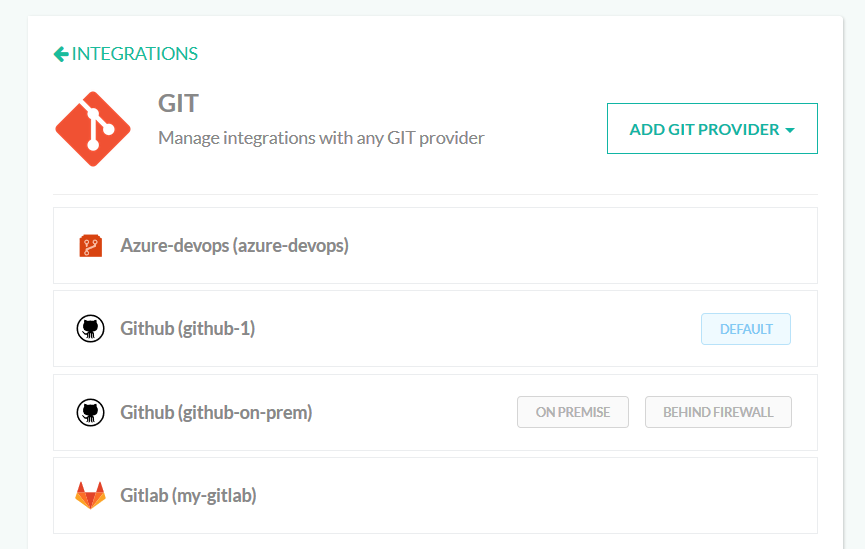 INTEGRATIONS
GIT
Manage integrations with any GIT provider
ADD GIT PROVIDER
Azure-devops (azure-devops)
Github (github-1)
DEFAULT
Github (github-on-prem)
ON PREMISE
BEHIND FIREWALL
Gitlab (my-gitlab)